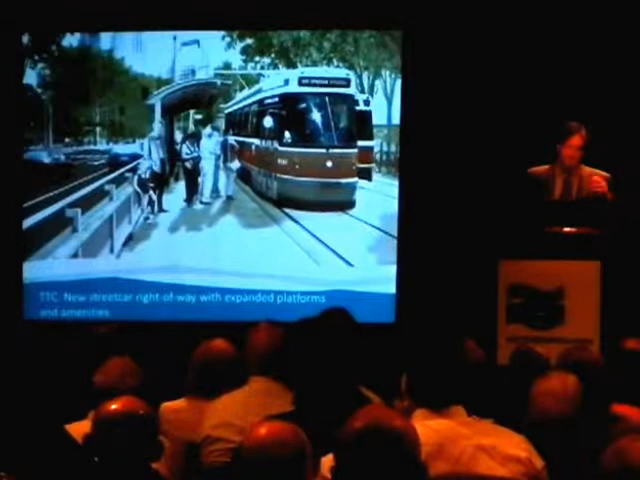 TTC: New streetcar right of way with expanded platforms
and amenities